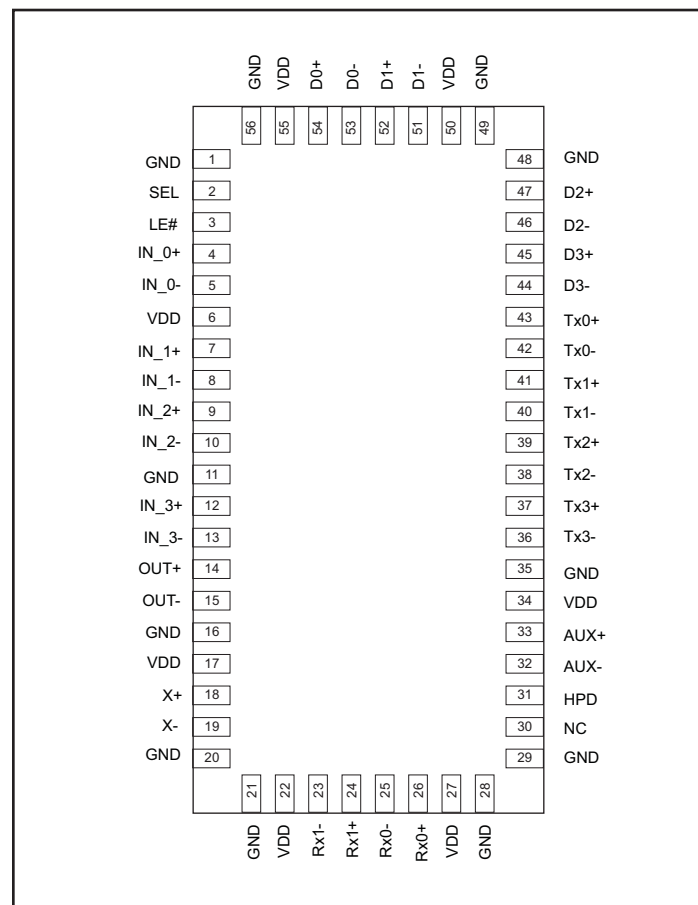 GND VDD D0+ D0- D1+ D1- VDD GND
56 55 54 53 52 51 50 49
GND 1
SEL 2
LE# 3
IN_0+ 4
IN_0- 5
VDD 6
IN_1+ 7
IN_1- 8
IN_2+ 9
IN_2- 10
GND 11
IN_3+ 12
IN_3- 13
OUT+ 14
OUT- 15
GND 16
VDD 17
X+ 18
X- 19
GND 20
48 GND
47 D2+
46 D2-
45 D3+
44 D3-
43 Tx0+
42 Tx0-
41 Tx1+
40 Tx1-
39 Tx2+
38 Tx2-
37 Tx3+
36 Tx3-
35 GND
34 VDD
33 AUX+
32 AUX-
31 HPD
30 NC
29 GND
21 22 23 24 25 26 27 28
GND VDD Rx1- Rx1+ Rx0- Rx0+ VDD GND